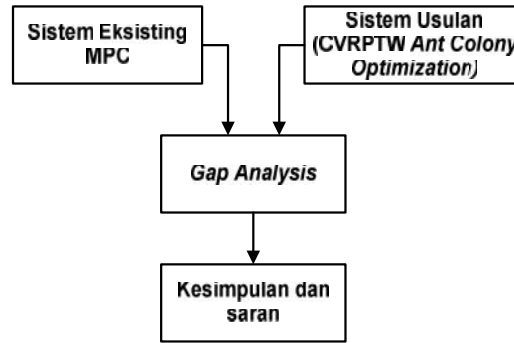 Sistem Eksisting
MPC
Sistem Usulan
(CVRPTW Ant Colony
Optimization)
Gap Analysis
Kesimpulan dan
saran